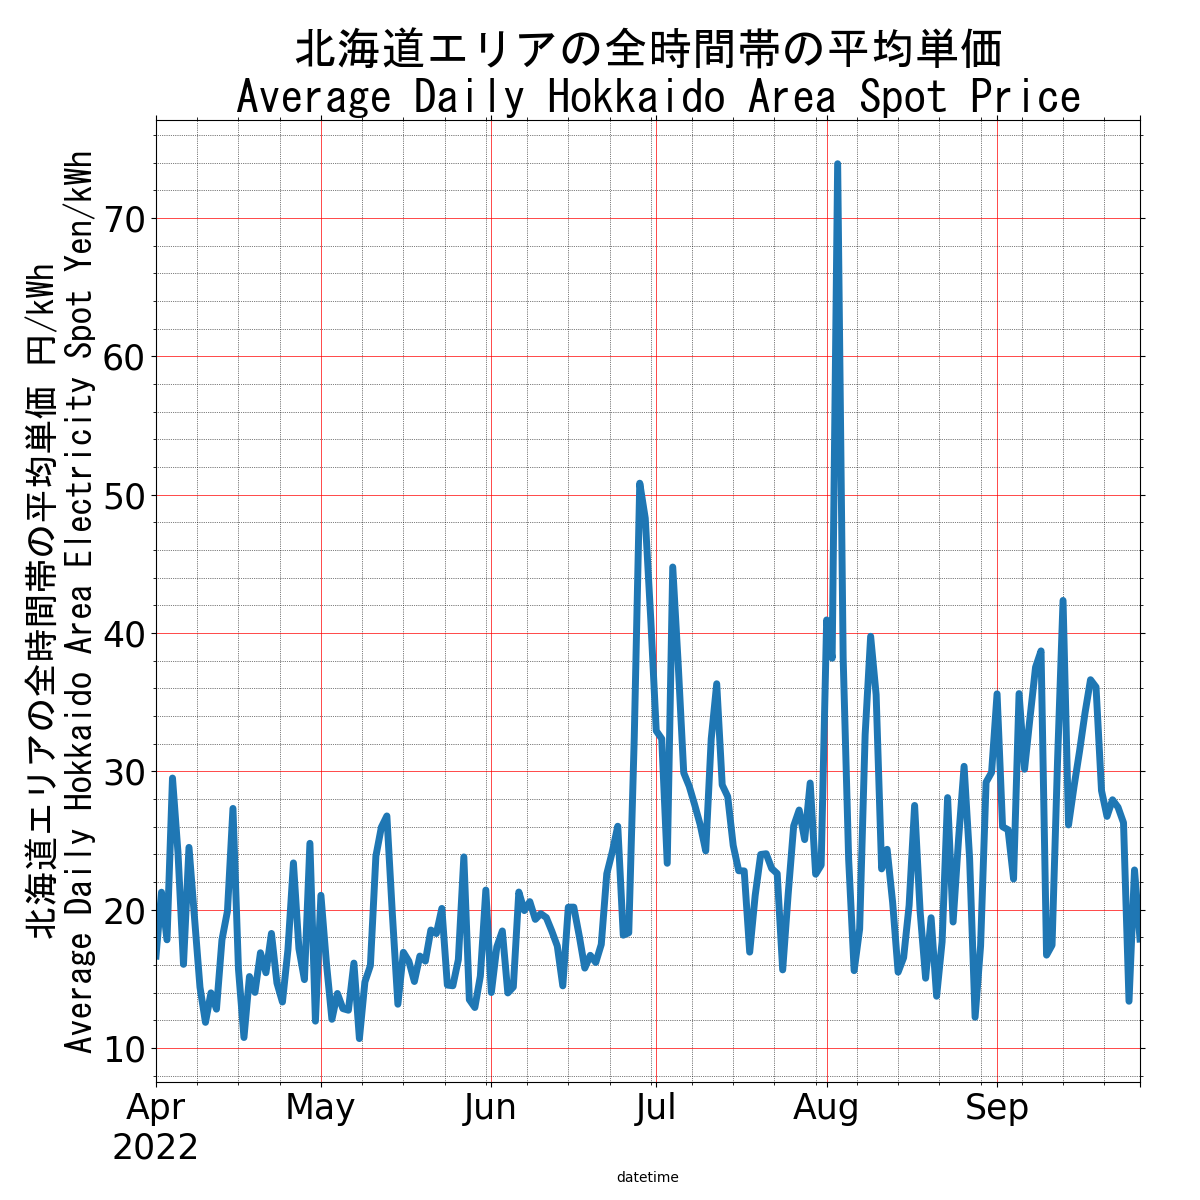 北海道エリアの全時間帯の平均単価
Average Daily Hokkaido Area Spot Price
北海道エリアの全時間帯の平均単価 円/kWh
Average Daily Hokkaido Area Electricity Spot Yen/kWh
70
60
50
40
30
20
10
Apr May Jun Jul Aug Sep
2022
datetime